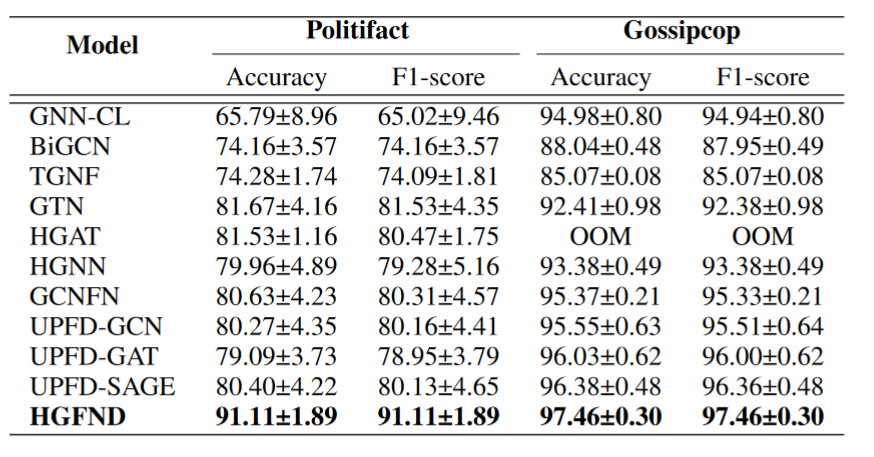 Model Politifact Gossipcop
Accuracy F1-score Accuracy F1-score
GNN-CL 65.79±8.96 65.02±9.46 94.98±0.80 94.94±0.80
BiGCN 74.16±3.57 74.16±3.57 88.04±0.48 87.95±0.49
TGNF 74.28±1.74 74.09±1.81 85.07±0.08 85.07±0.08
GTN 81.67±4.16 81.53±4.35 92.41±0.98 92.38±0.98
HGAT 81.53±1.16 80.47±1.75 OOM OOM
HGNN 79.96±4.89 79.28±5.16 93.38±0.49 93.38±0.49
GCNFN 80.63±4.23 80.31±4.57 95.37±0.21 95.33±0.21
UPFD-GCN 80.27±4.35 80.16±4.41 95.55±0.63 95.51±0.64
UPFD-GAT 79.09±3.73 78.95±3.79 96.03±0.62 96.00±0.62
UPFD-SAGE 80.40±4.22 80.13±4.65 96.38±0.48 96.36±0.48
HGFND 91.11±1.89 91.11±1.89 97.46±0.30 97.46±0.30